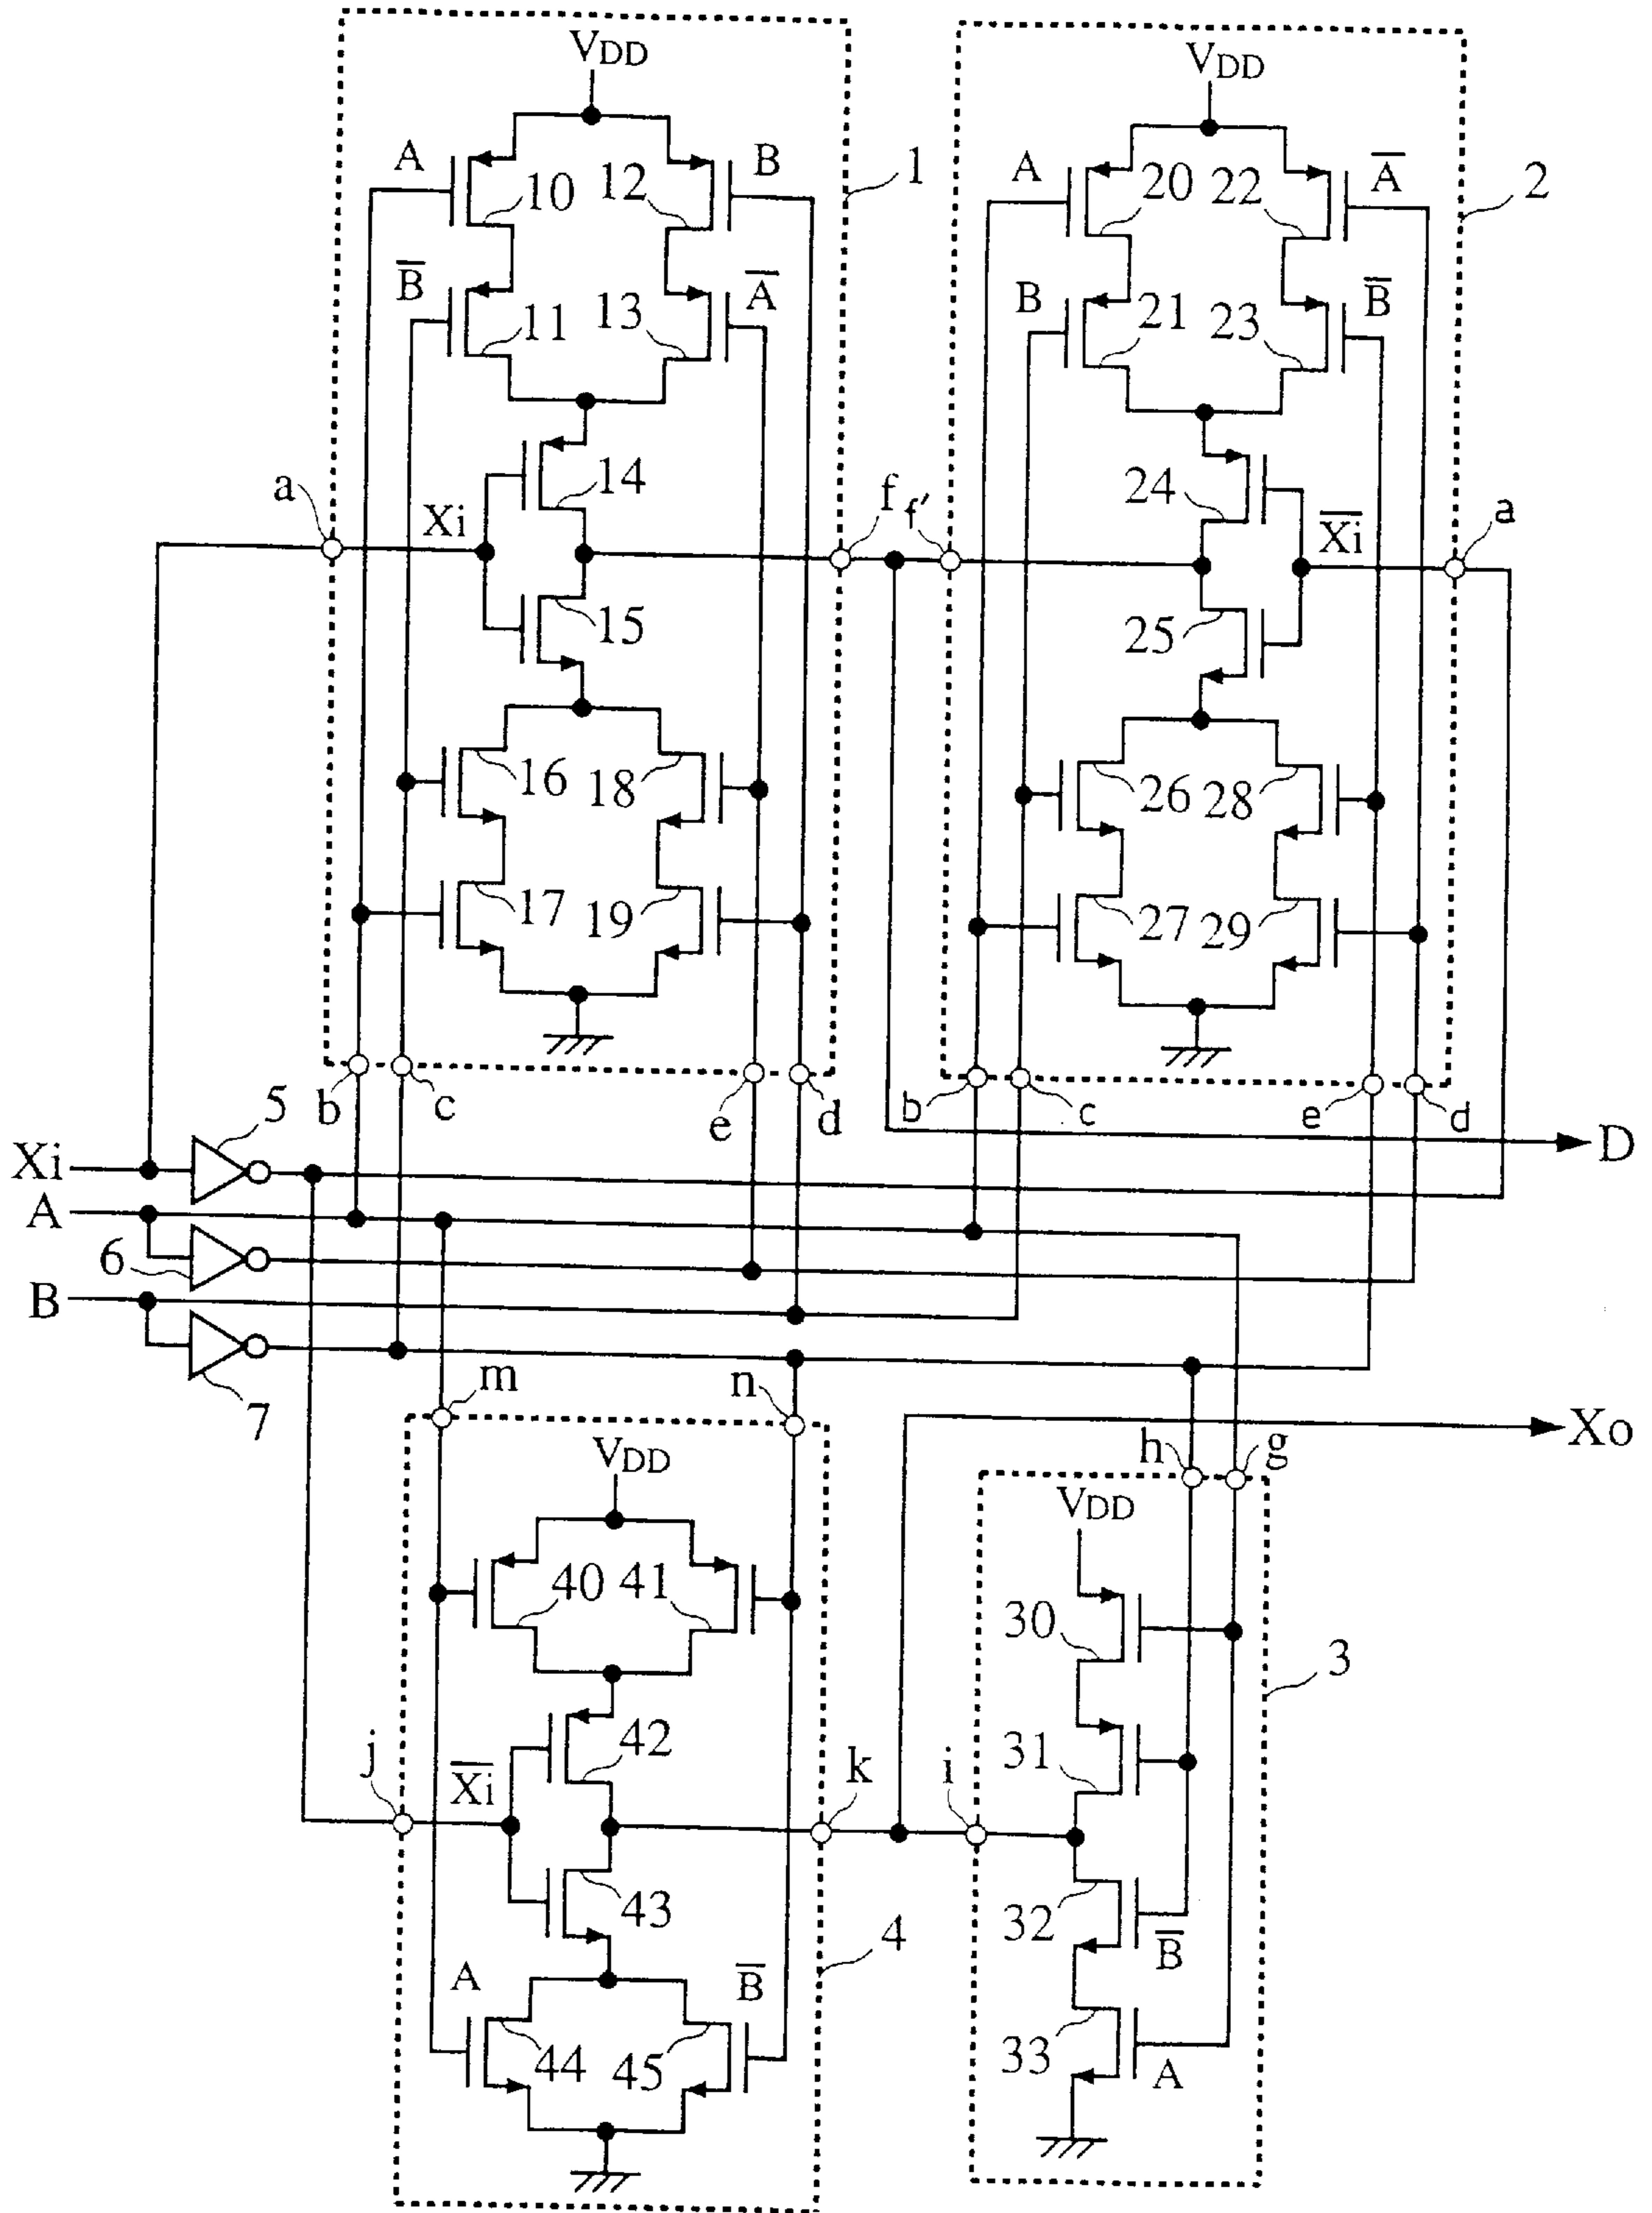 VDD VDD
A 10 12 B 1 A 20 22 A̅ 2
B̅ 11 13 A̅ B 21 23 B̅
14 24
a Xi f f' X̅i̅ a
15 25
16 18 26 28
17 19 27 29
b c e d b c e d
5
Xi D
A
6
B
7 m n Xo
h g
VDD VDD
40 41 30 3
j X̅i̅ 42 k i 31
43 32 B̅
4
A B̅
44 45 33 A